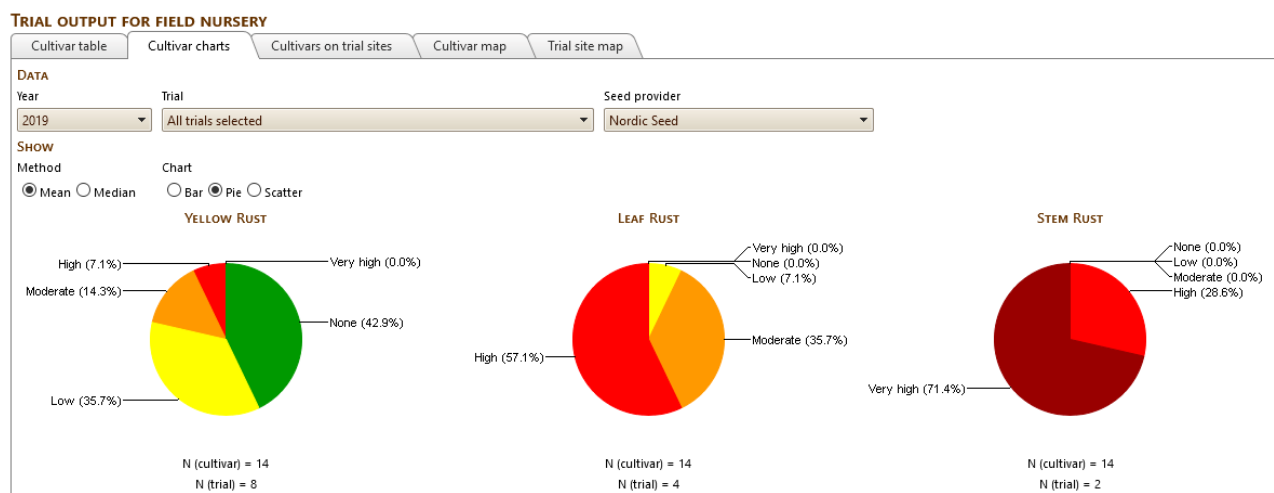 Trial output for field nursery
Cultivar table Cultivar charts Cultivars on trial sites Cultivar map Trial site map
Data
Year Trial Seed provider
2019 All trials selected Nordic Seed
Show
Method Chart
Mean Median Bar Pie Scatter
Yellow Rust
Very high (0.0%)
High (7.1%)
Moderate (14.3%)
None (42.9%)
Low (35.7%)
N (cultivar) = 14
N (trial) = 8
Leaf Rust
Very high (0.0%)
None (0.0%)
Low (7.1%)
Moderate (35.7%)
High (57.1%)
N (cultivar) = 14
N (trial) = 4
Stem Rust
None (0.0%)
Low (0.0%)
Moderate (0.0%)
High (28.6%)
Very high (71.4%)
N (cultivar) = 14
N (trial) = 2